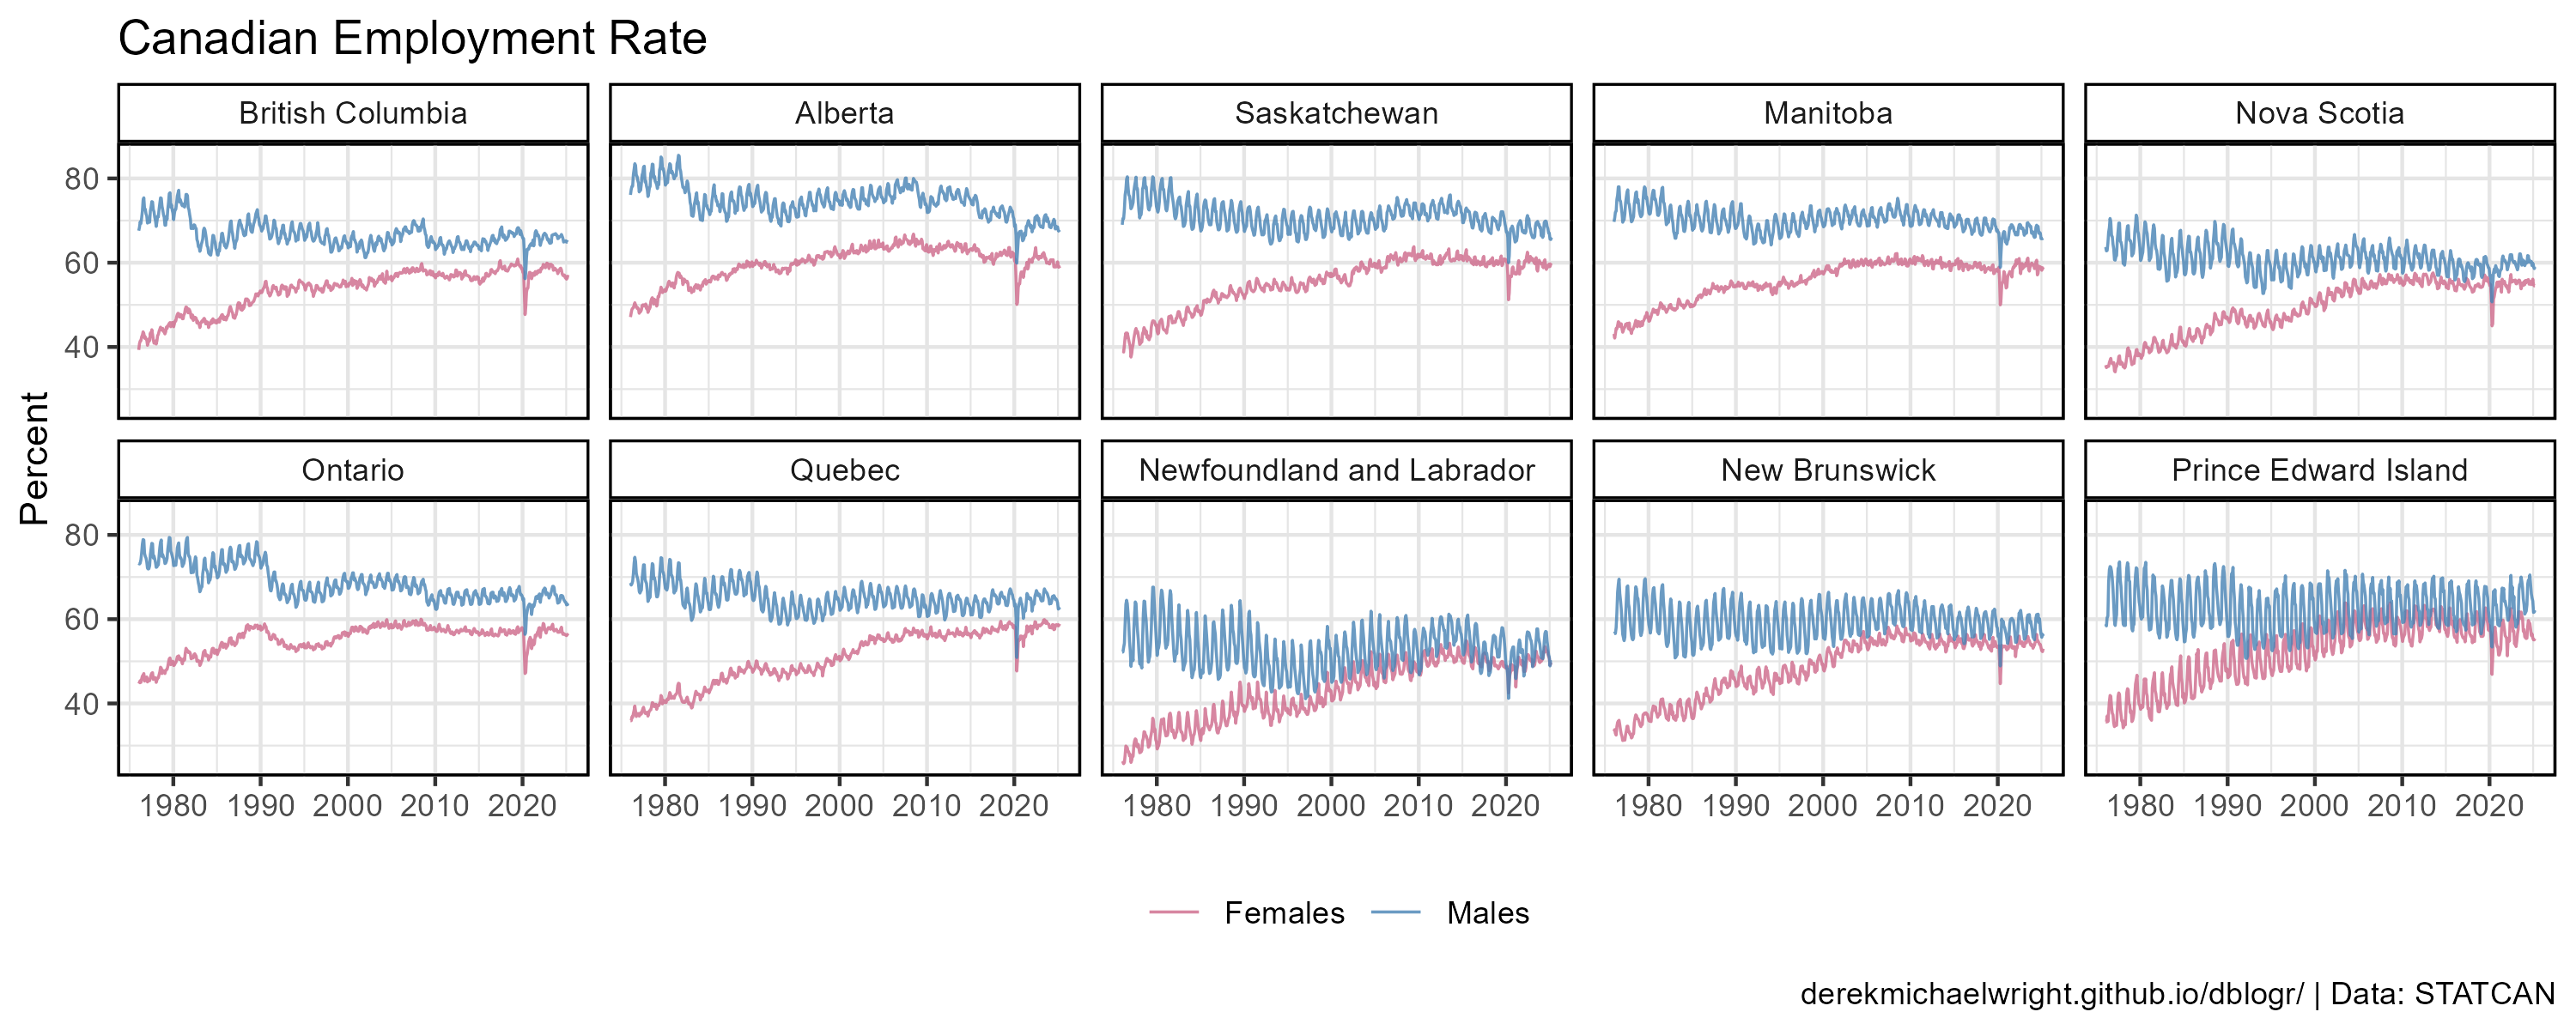 Canadian Employment Rate
British Columbia
Alberta
Saskatchewan
Manitoba
Nova Scotia
80
60
40
Percent
Ontario
Quebec
Newfoundland and Labrador
New Brunswick
Prince Edward Island
80
60
40
1980 1990 2000 2010 2020
1980 1990 2000 2010 2020
1980 1990 2000 2010 2020
1980 1990 2000 2010 2020
1980 1990 2000 2010 2020
Females Males
derekmichaelwright.github.io/dblogr/ | Data: STATCAN